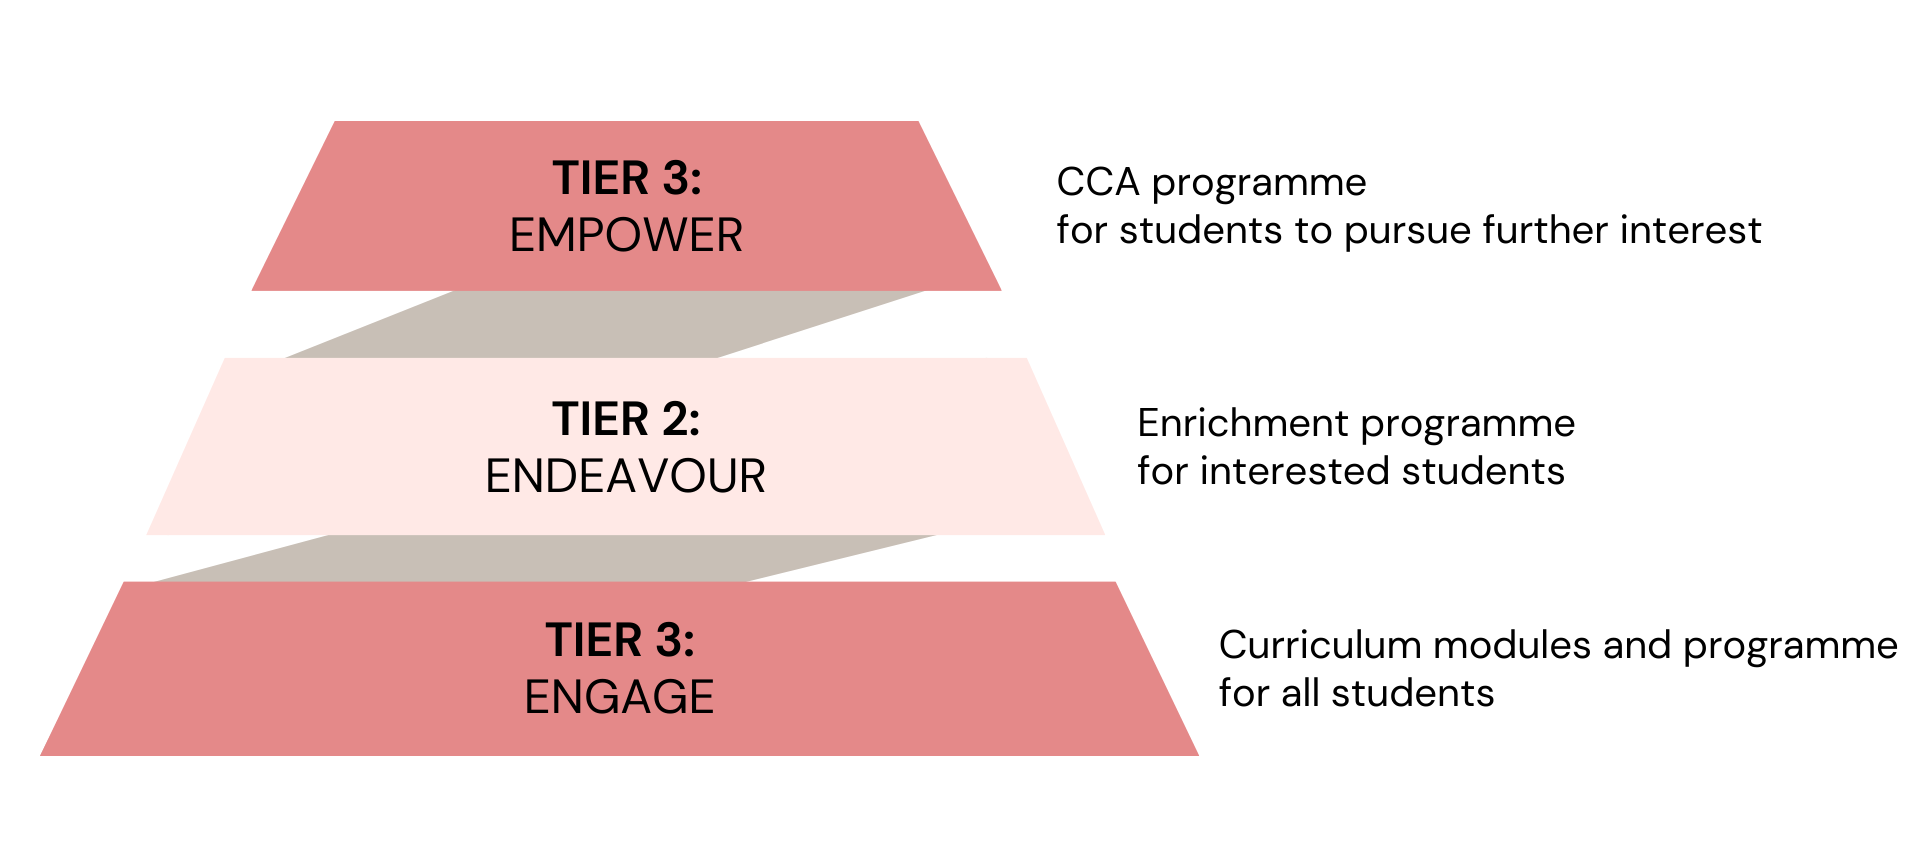 TIER 3:
EMPOWER
CCA programme
for students to pursue further interest
TIER 2:
ENDEAVOUR
Enrichment programme
for interested students
TIER 3:
ENGAGE
Curriculum modules and programme
for all students